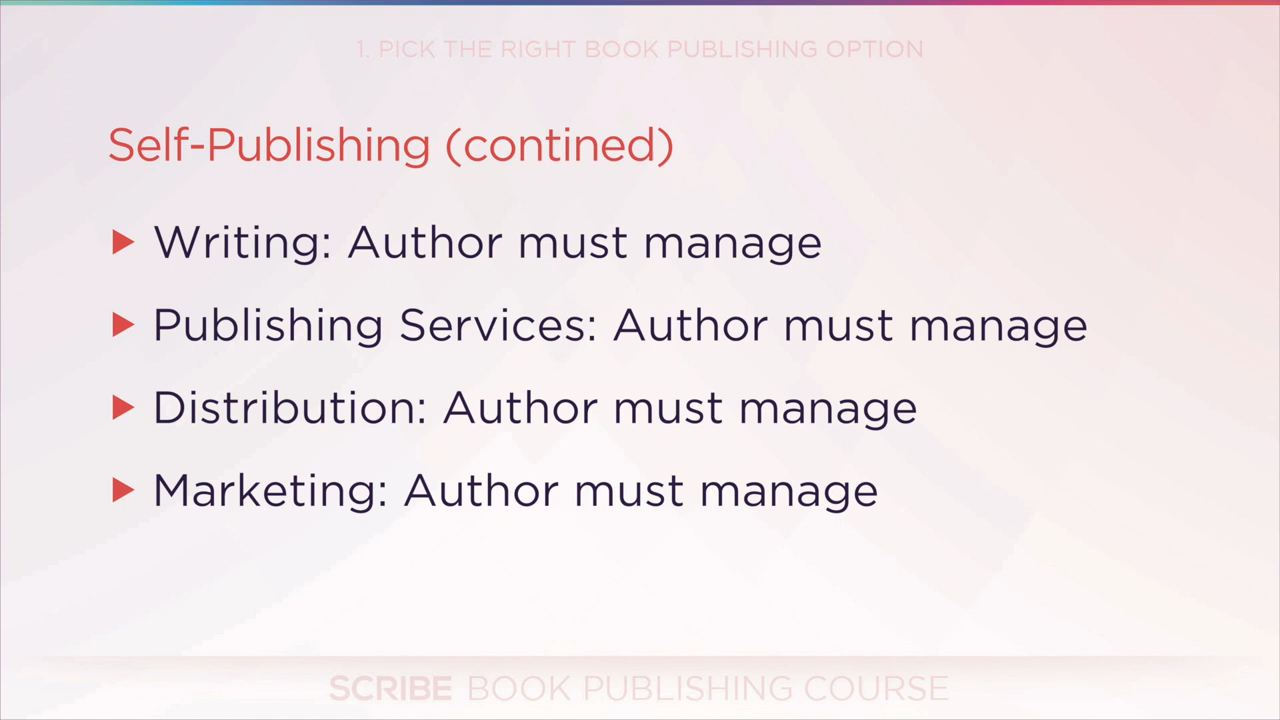 1. PICK THE RIGHT BOOK PUBLISHING OPTION
Self-Publishing (contined)
Writing: Author must manage
Publishing Services: Author must manage
Distribution: Author must manage
Marketing: Author must manage
SCRIBE BOOK PUBLISHING COURSE